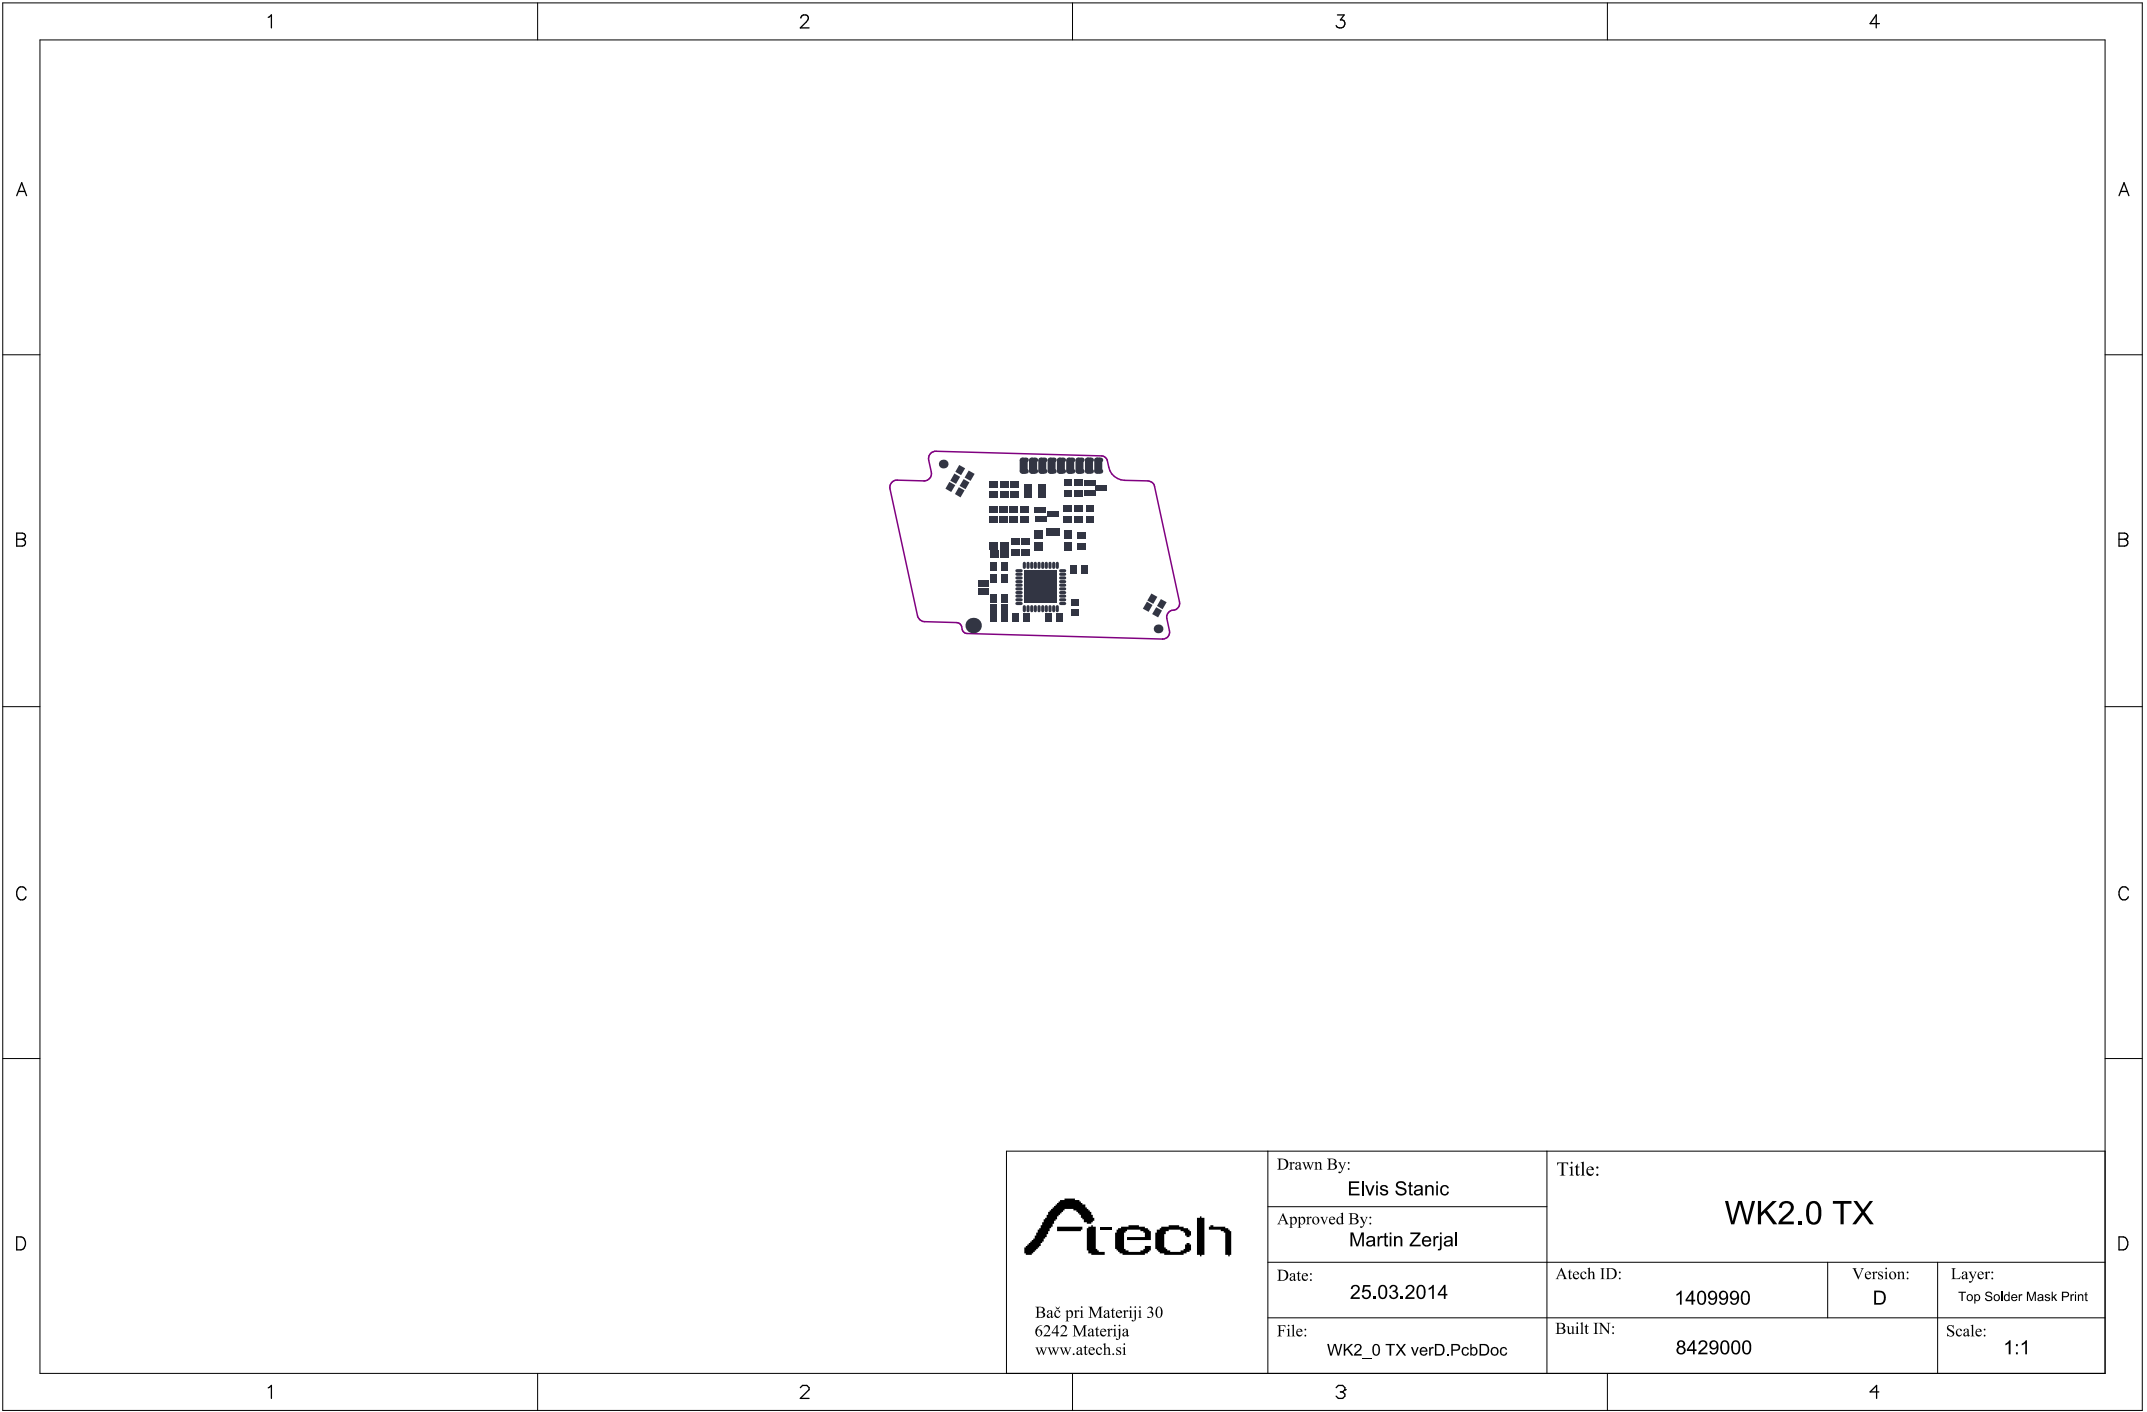 1 2 3 4
A A
B B
C C
D D
Atech
Bač pri Materiji 30
6242 Materija
www.atech.si
Drawn By:
Elvis Stanic
Approved By:
Martin Zerjal
Date:
25.03.2014
File:
WK2_0 TX verD.PcbDoc
Title:
WK2.0 TX
Atech ID:
1409990
Version:
D
Layer:
Top Solder Mask Print
Built IN:
8429000
Scale:
1:1
1 2 3 4